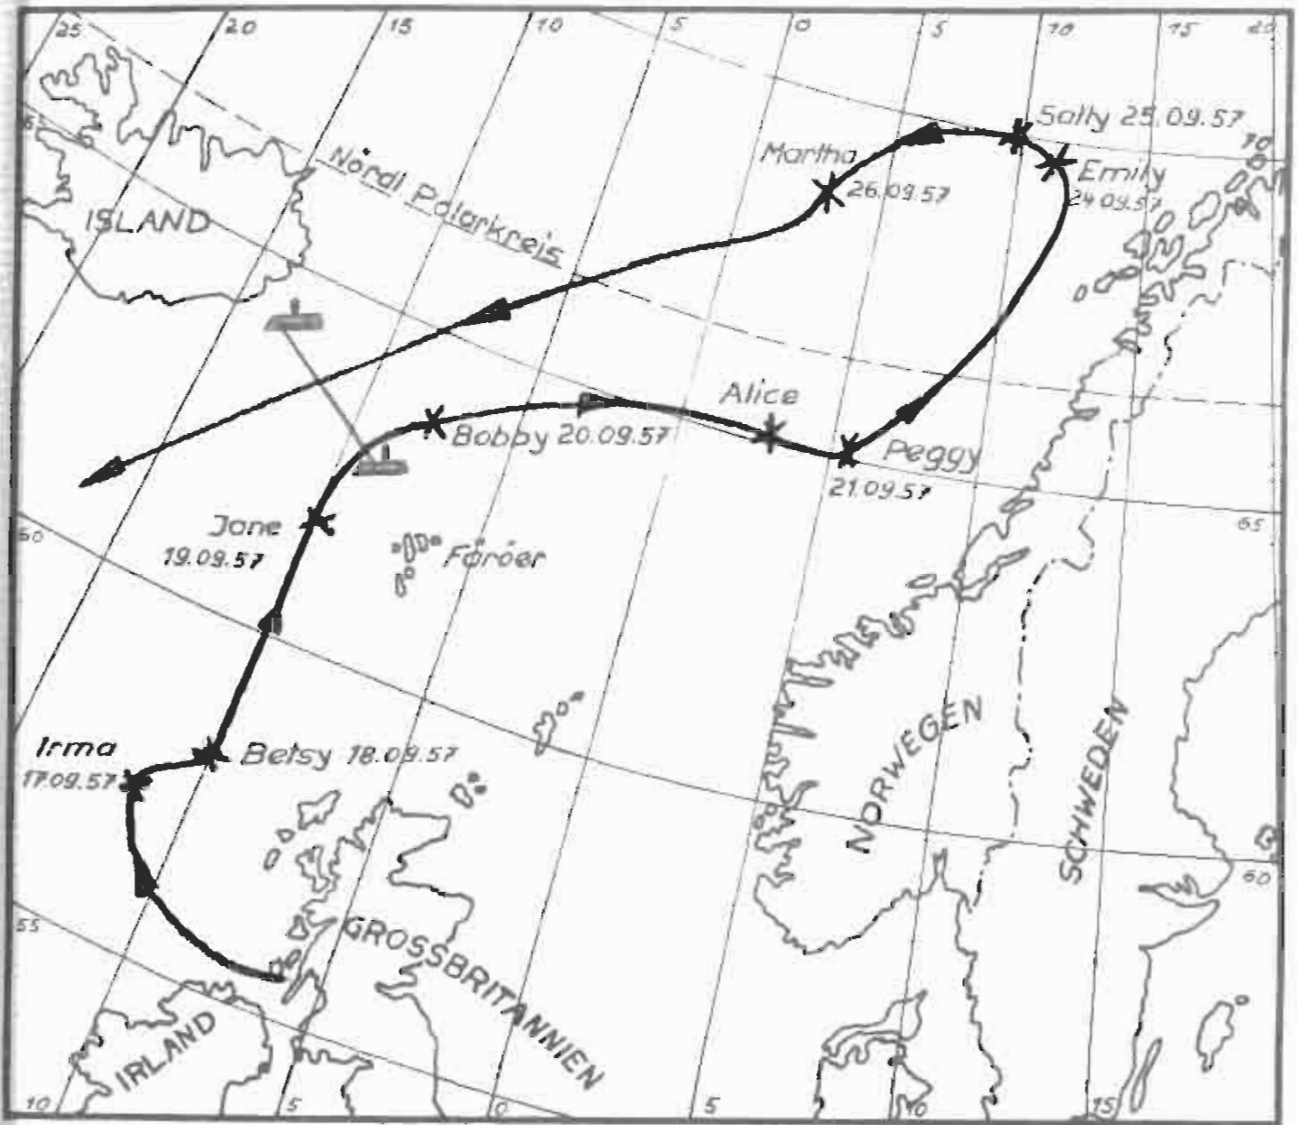 25 20 15 10 5 0 5 10 15 20
Sally 25.09.57
70
Martha
Emily
26.09.57
24.09.57
Nördl Polarkreis
ISLAND
65
Alice
Bobby 20.09.57
Peggy
21.09.57
65
Jane
60
19.09.57
Färöer
Irma
Betsy 18.09.57
17.09.57
NORWEGEN
SCHWEDEN
60
55
GROSSBRITANNIEN
IRLAND
10 5 0 5 10 15